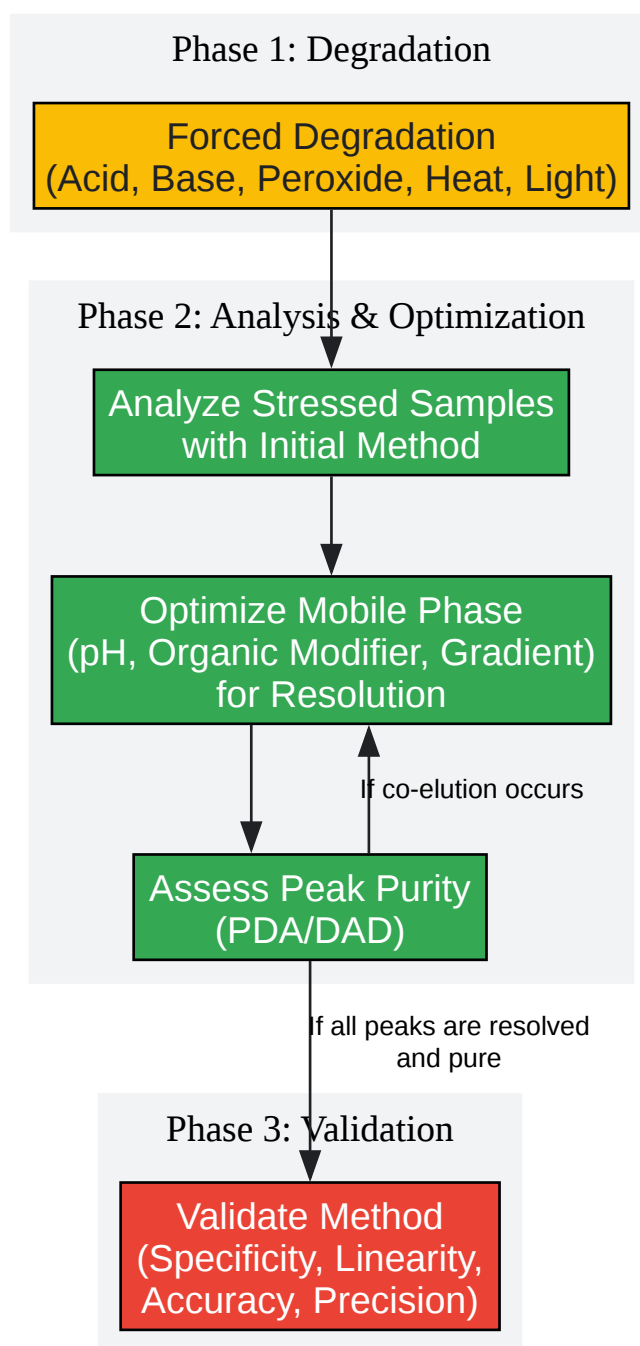 Phase 1: Degradation
Forced Degradation
(Acid, Base, Peroxide, Heat, Light)
Phase 2: Analysis & Optimization
Analyze Stressed Samples
with Initial Method
Optimize Mobile Phase
(pH, Organic Modifier, Gradient)
for Resolution
If co-elution occurs
Assess Peak Purity
(PDA/DAD)
If all peaks are resolved
and pure
Phase 3: Validation
Validate Method
(Specificity, Linearity,
Accuracy, Precision)